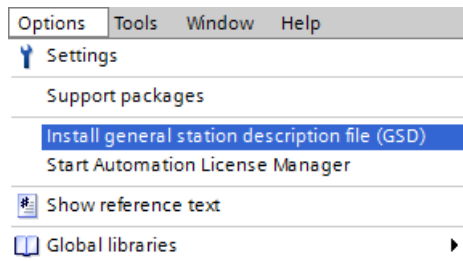 Options Tools Window Help
Settings
Support packages
Install general station description file (GSD)
Start Automation License Manager
Show reference text
Global libraries